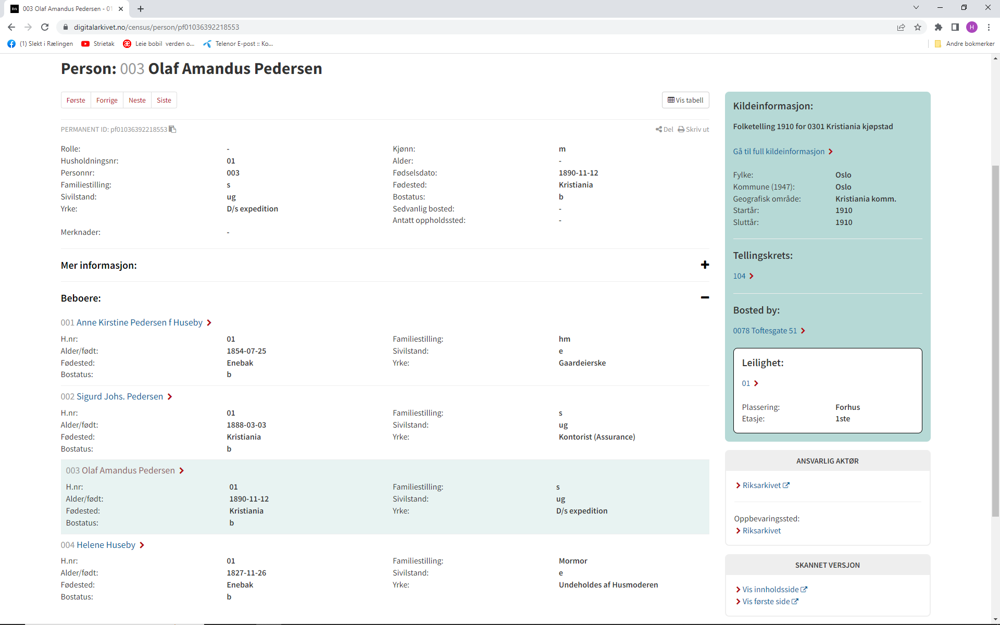 003 Olaf Amandus Pedersen - 01
digitalarkivet.no/census/person/pf01036392218553
H
(1) Slekt i Rælingen
Strietak
Leie bobil verden o...
Telenor E-post :: Ko...
Andre bokmerker
Person: 003 Olaf Amandus Pedersen
Første Forrige Neste Siste
Vis tabell
PERMANENT ID: pf01036392218553
Del Skriv ut
Rolle: - Kjønn: m
Husholdningsnr: 01 Alder: -
Personnr: 003 Fødselsdato: 1890-11-12
Familiestilling: s Fødested: Kristiania
Sivilstand: ug Bostatus: b
Yrke: D/s expedition Sedvanlig bosted: -
Antatt oppholdssted: -
Merknader: -
Mer informasjon:
Beboere:
001 Anne Kirstine Pedersen f Huseby
H.nr: 01 Familiestilling: hm
Alder/født: 1854-07-25 Sivilstand: e
Fødested: Enebak Yrke: Gaardeierske
Bostatus: b
002 Sigurd Johs. Pedersen
H.nr: 01 Familiestilling: s
Alder/født: 1888-03-03 Sivilstand: ug
Fødested: Kristiania Yrke: Kontorist (Assurance)
Bostatus: b
003 Olaf Amandus Pedersen
H.nr: 01 Familiestilling: s
Alder/født: 1890-11-12 Sivilstand: ug
Fødested: Kristiania Yrke: D/s expedition
Bostatus: b
004 Helene Huseby
H.nr: 01 Familiestilling: Mormor
Alder/født: 1827-11-26 Sivilstand: e
Fødested: Enebak Yrke: Undeholdes af Husmoderen
Bostatus: b
Kildeinformasjon:
Folketelling 1910 for 0301 Kristiania kjøpstad
Gå til full kildeinformasjon
Fylke: Oslo
Kommune (1947): Oslo
Geografisk område: Kristiania komm.
Startår: 1910
Sluttår: 1910
Tellingskrets:
104
Bosted by:
0078 Toftesgate 51
Leilighet:
01
Plassering: Forhus
Etasje: 1ste
ANSVARLIG AKTØR
Riksarkivet
Oppbevaringssted:
Riksarkivet
SKANNET VERSJON
Vis innholdsside
Vis første side